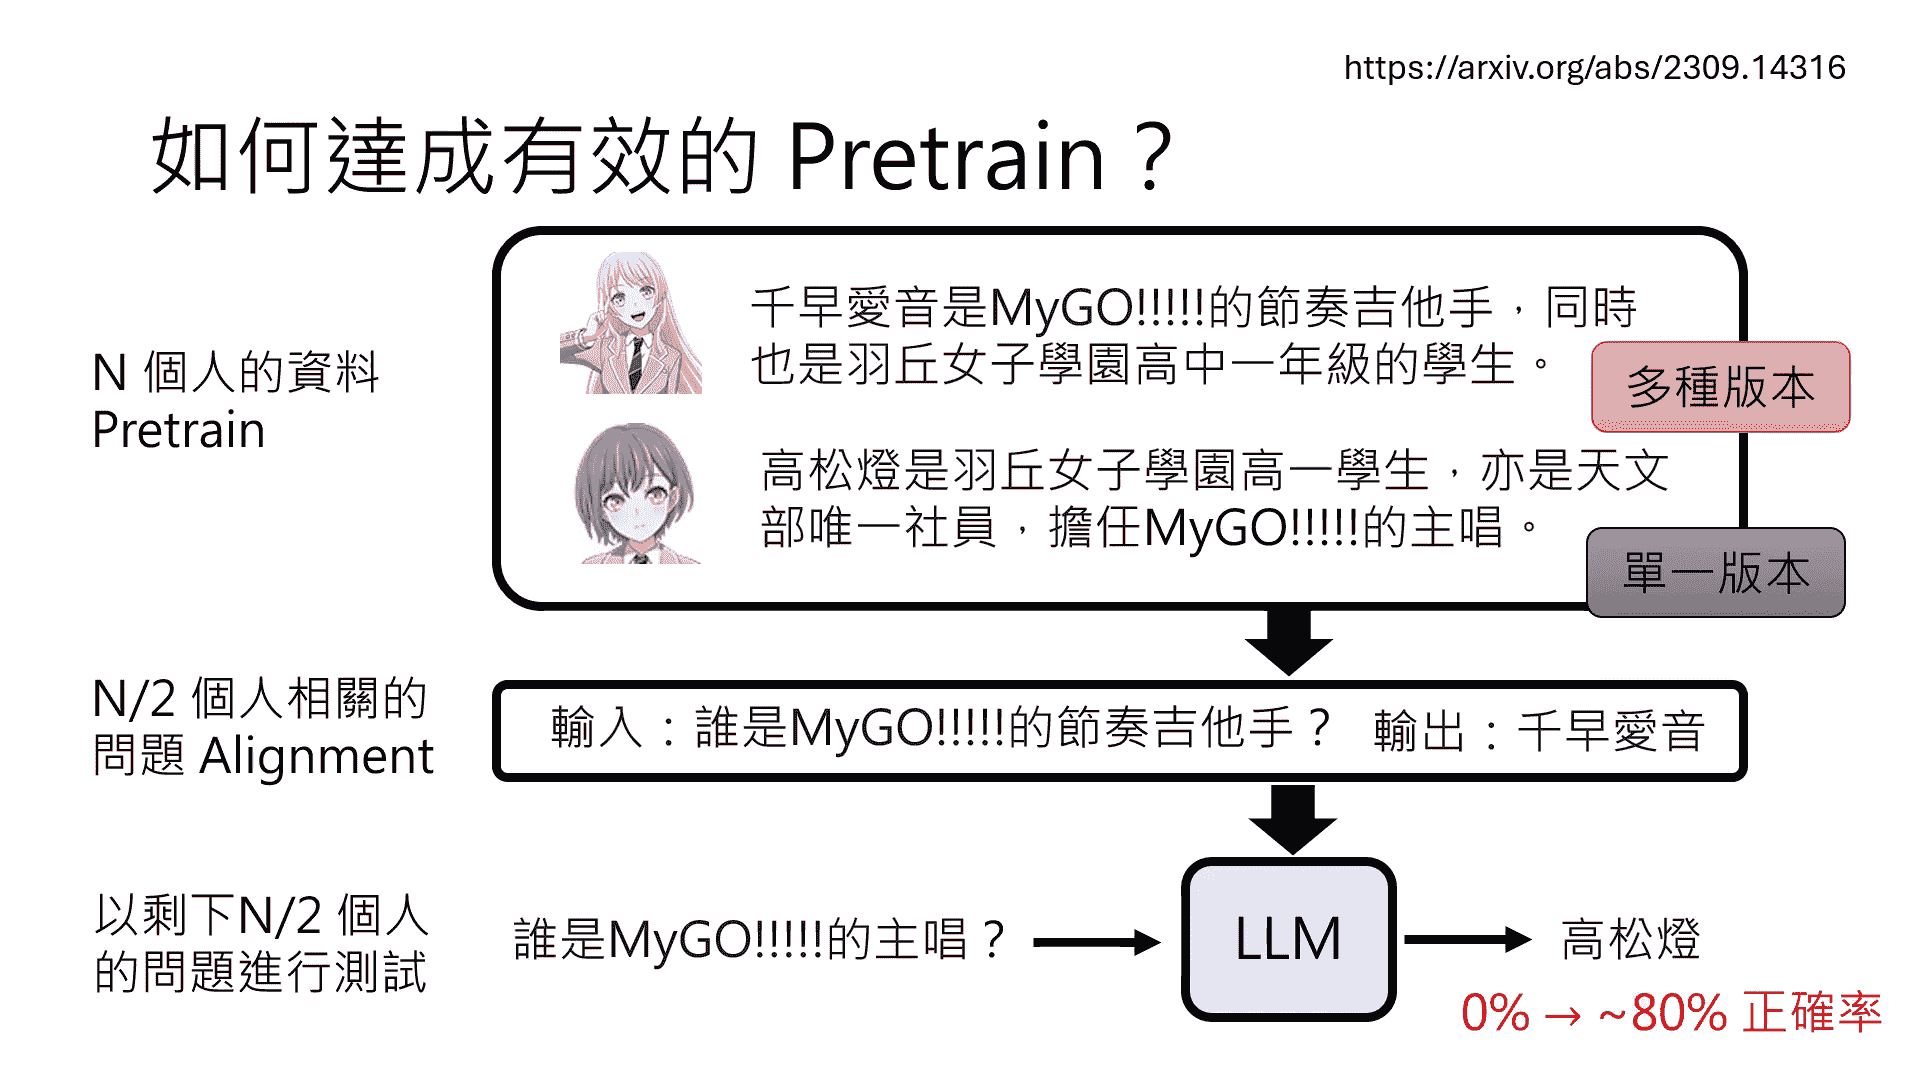 https://arxiv.org/abs/2309.14316
如何達成有效的 Pretrain？
N 個人的資料
Pretrain
千早愛音是MyGO!!!!!的節奏吉他手，同時
也是羽丘女子學園高中一年級的學生。
多種版本
高松燈是羽丘女子學園高一學生，亦是天文
部唯一社員，擔任MyGO!!!!!的主唱。
單一版本
N/2 個人相關的
問題 Alignment
輸入：誰是MyGO!!!!!的節奏吉他手？ 輸出：千早愛音
以剩下N/2 個人
的問題進行測試
誰是MyGO!!!!!的主唱？
LLM
高松燈
0% → ~80% 正確率